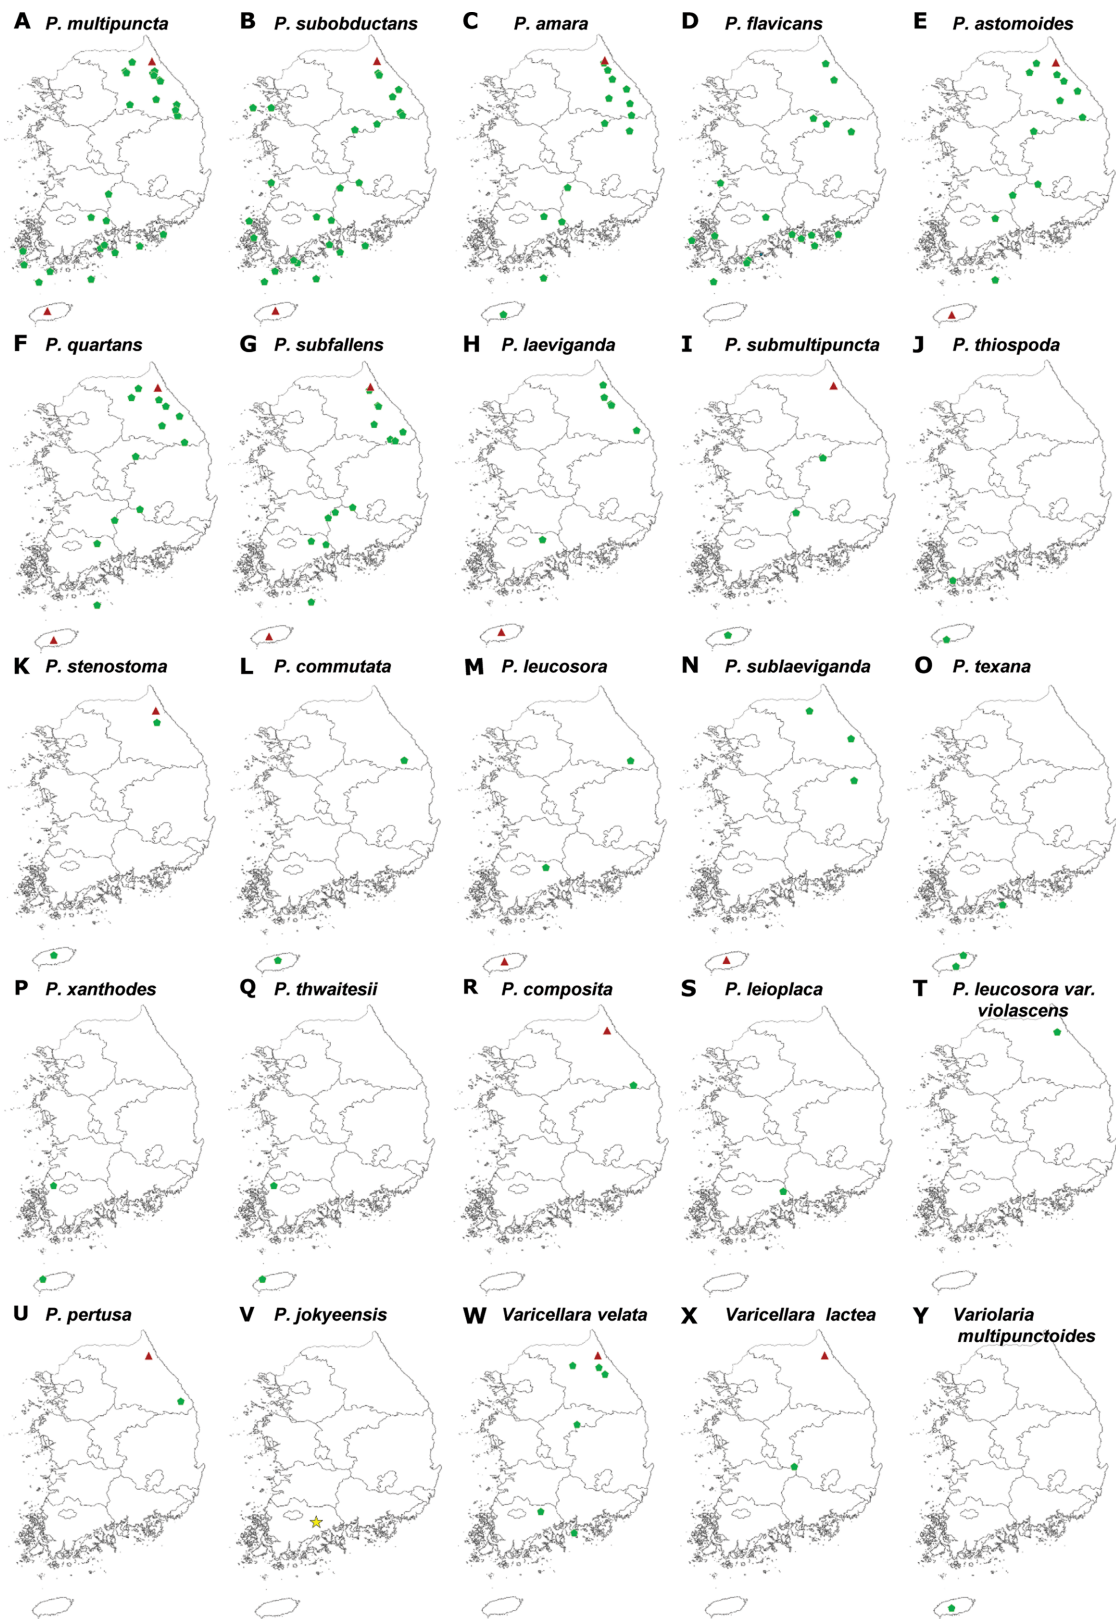 A P. multipuncta
B P. subobductans
C P. amara
D P. flavicans
E P. astomoides
F P. quartans
G P. subfallens
H P. laeviganda
I P. submultipuncta
J P. thiospoda
K P. stenostoma
L P. commutata
M P. leucosora
N P. sublaeviganda
O P. texana
P P. xanthodes
Q P. thwaitesii
R P. composita
S P. leioplaca
T P. leucosora var.
violascens
U P. pertusa
V P. jokyeensis
W Varicellara velata
X Varicellara lactea
Y Variolaria
multipunctoides